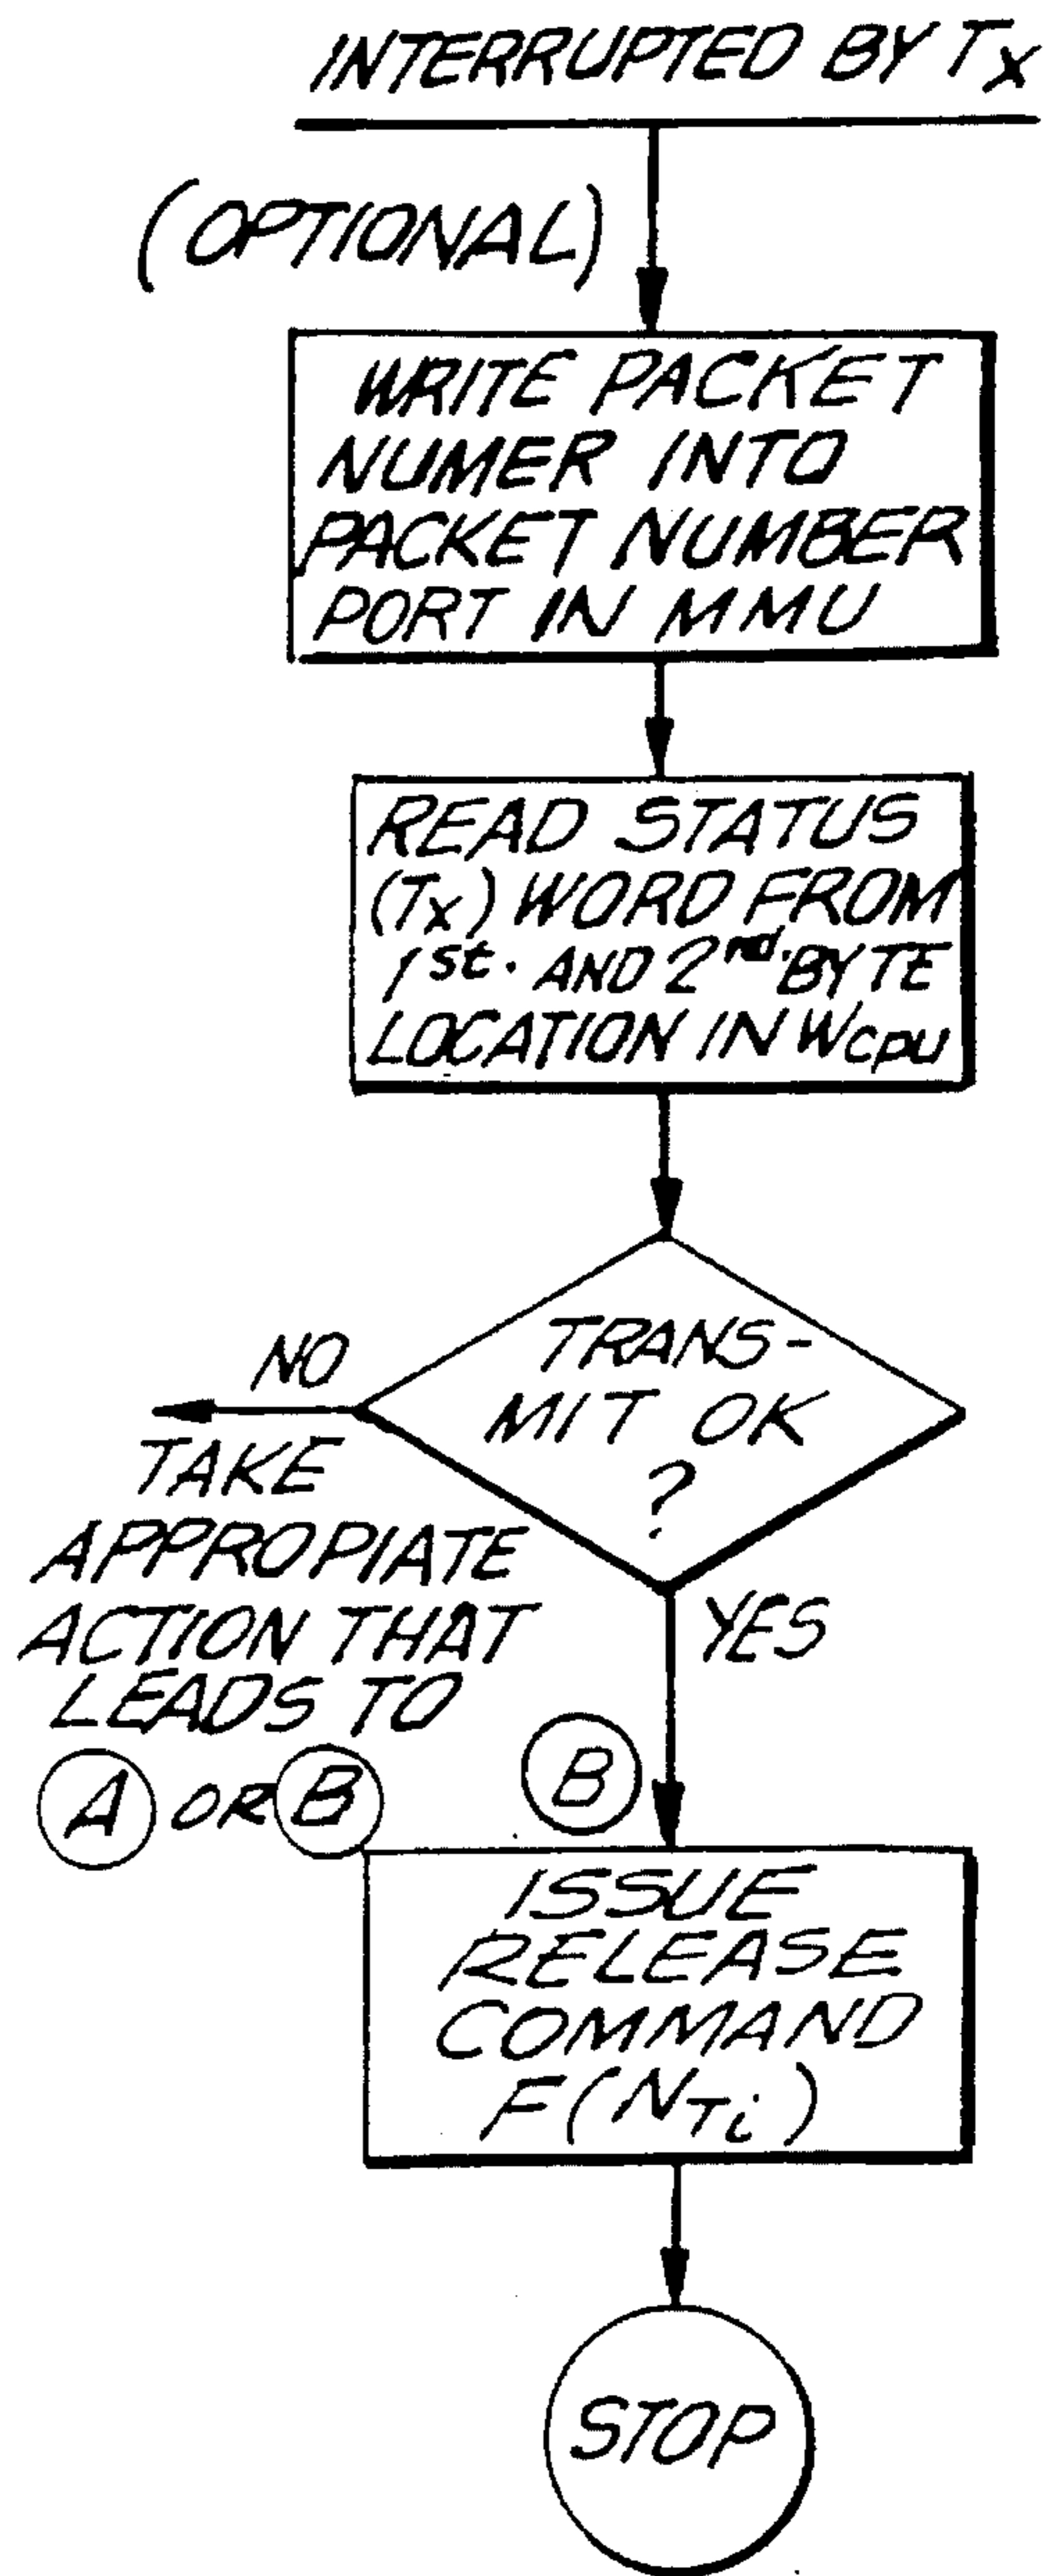 INTERRUPTED BY Tx
(OPTIONAL)
WRITE PACKET
NUMER INTO
PACKET NUMBER
PORT IN MMU
READ STATUS
(Tx) WORD FROM
1st. AND 2nd. BYTE
LOCATION IN Wcpu
TRANS-
MIT OK
?
NO
TAKE
APPROPIATE
ACTION THAT
LEADS TO
A OR B
YES
B
ISSUE
RELEASE
COMMAND
F(NTi)
STOP